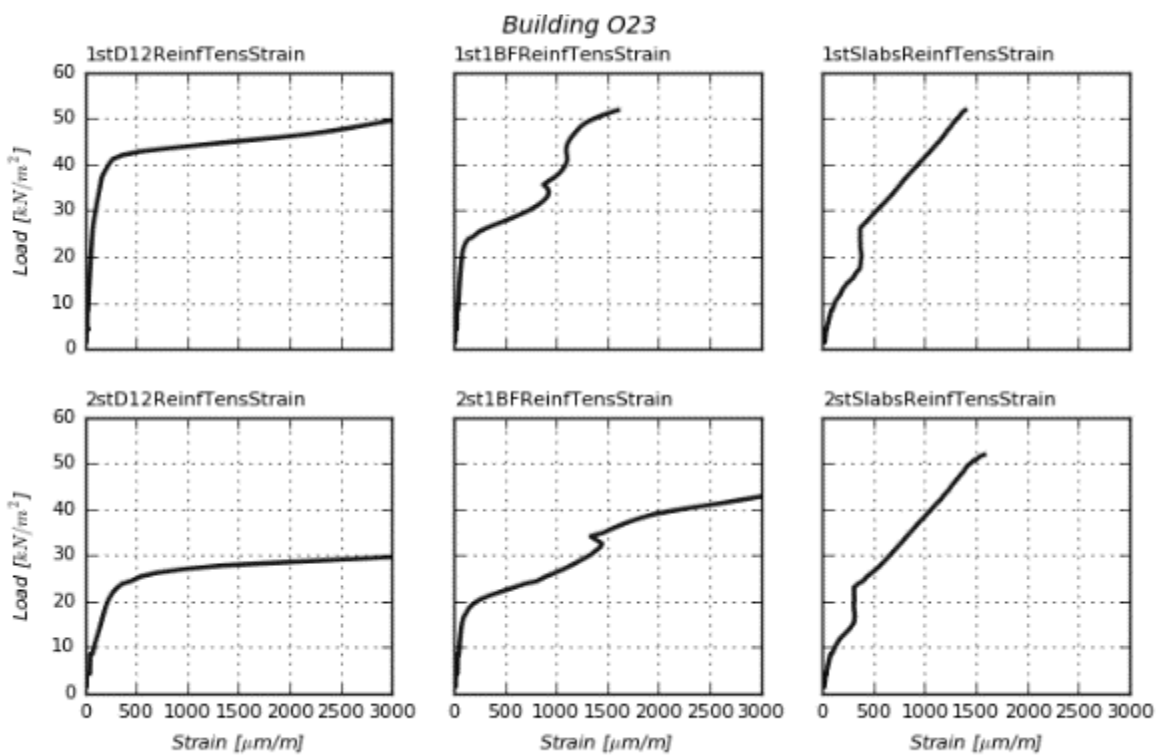 Building O23
1stD12ReinfTensStrain
1st1BFReinfTensStrain
1stSlabsReinfTensStrain
60
50
40
30
20
10
0
Load [kN/m²]
2stD12ReinfTensStrain
2st1BFReinfTensStrain
2stSlabsReinfTensStrain
60
50
40
30
20
10
0
Load [kN/m²]
0 500 1000 1500 2000 2500 3000
0 500 1000 1500 2000 2500 3000
0 500 1000 1500 2000 2500 3000
Strain [μm/m]
Strain [μm/m]
Strain [μm/m]